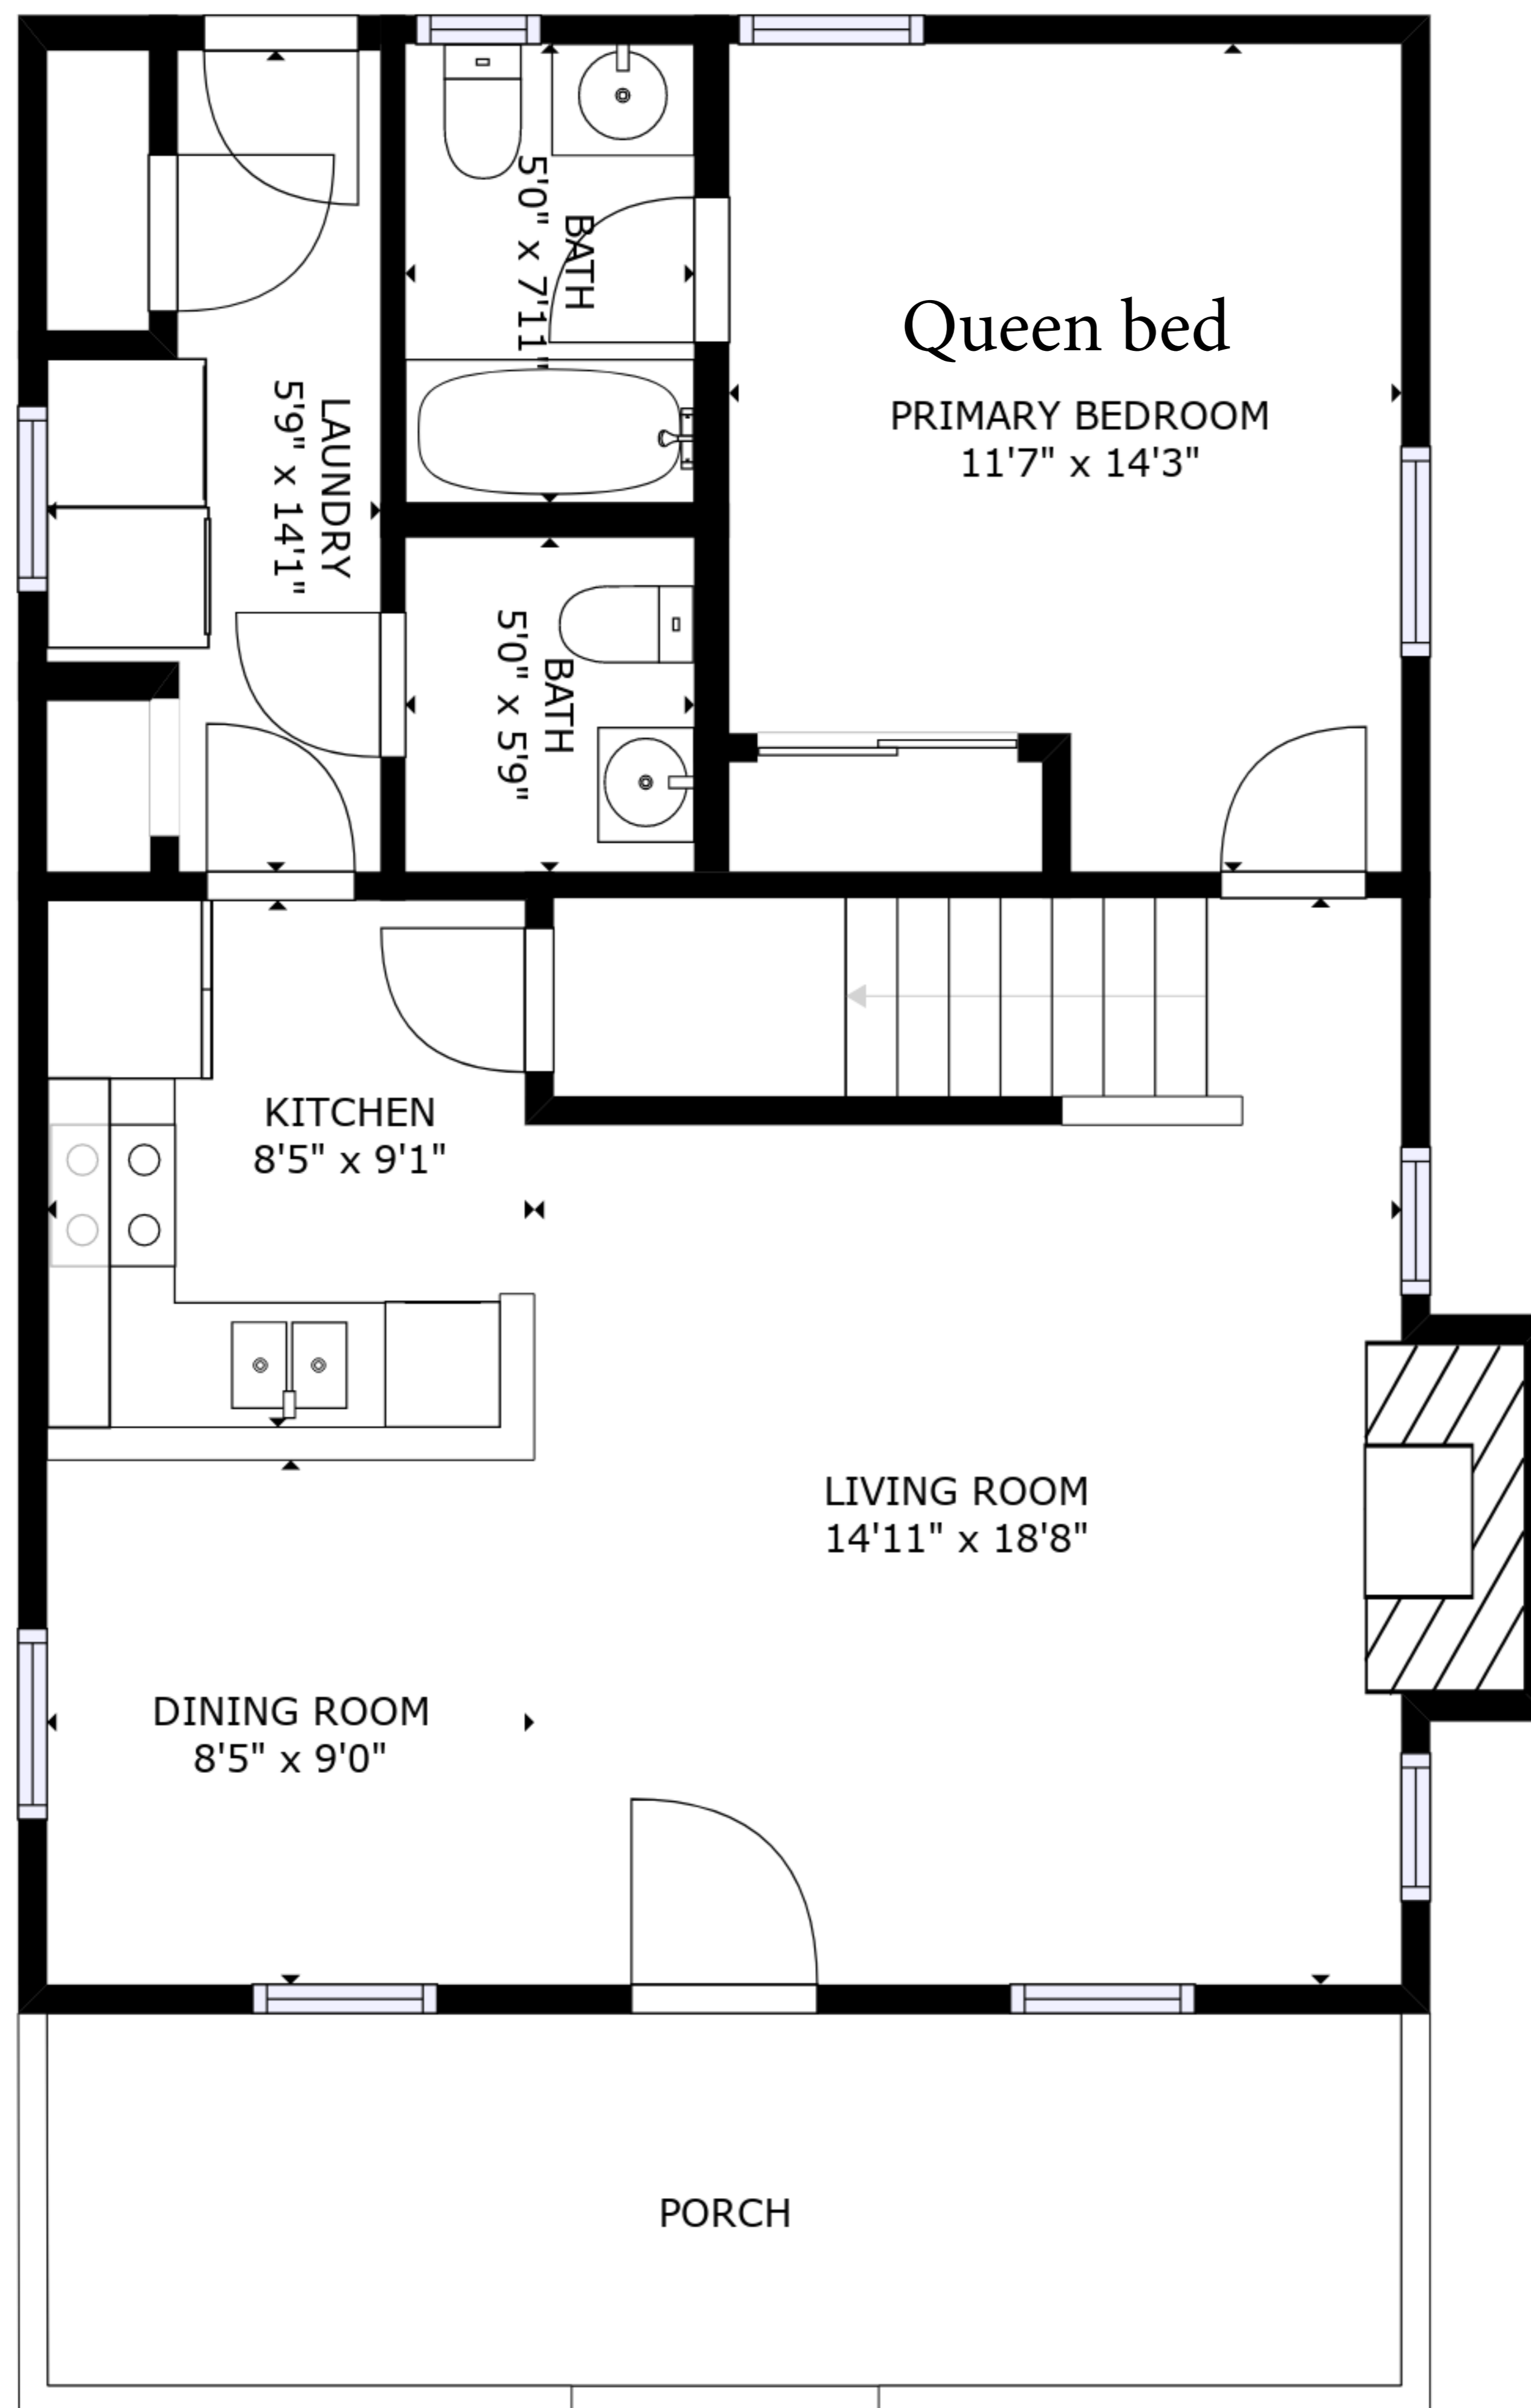 BATH
5'0" x 7'11"
Queen bed
PRIMARY BEDROOM
11'7" x 14'3"
LAUNDRY
5'9" x 14'1"
BATH
5'0" x 5'9"
KITCHEN
8'5" x 9'1"
LIVING ROOM
14'11" x 18'8"
DINING ROOM
8'5" x 9'0"
PORCH